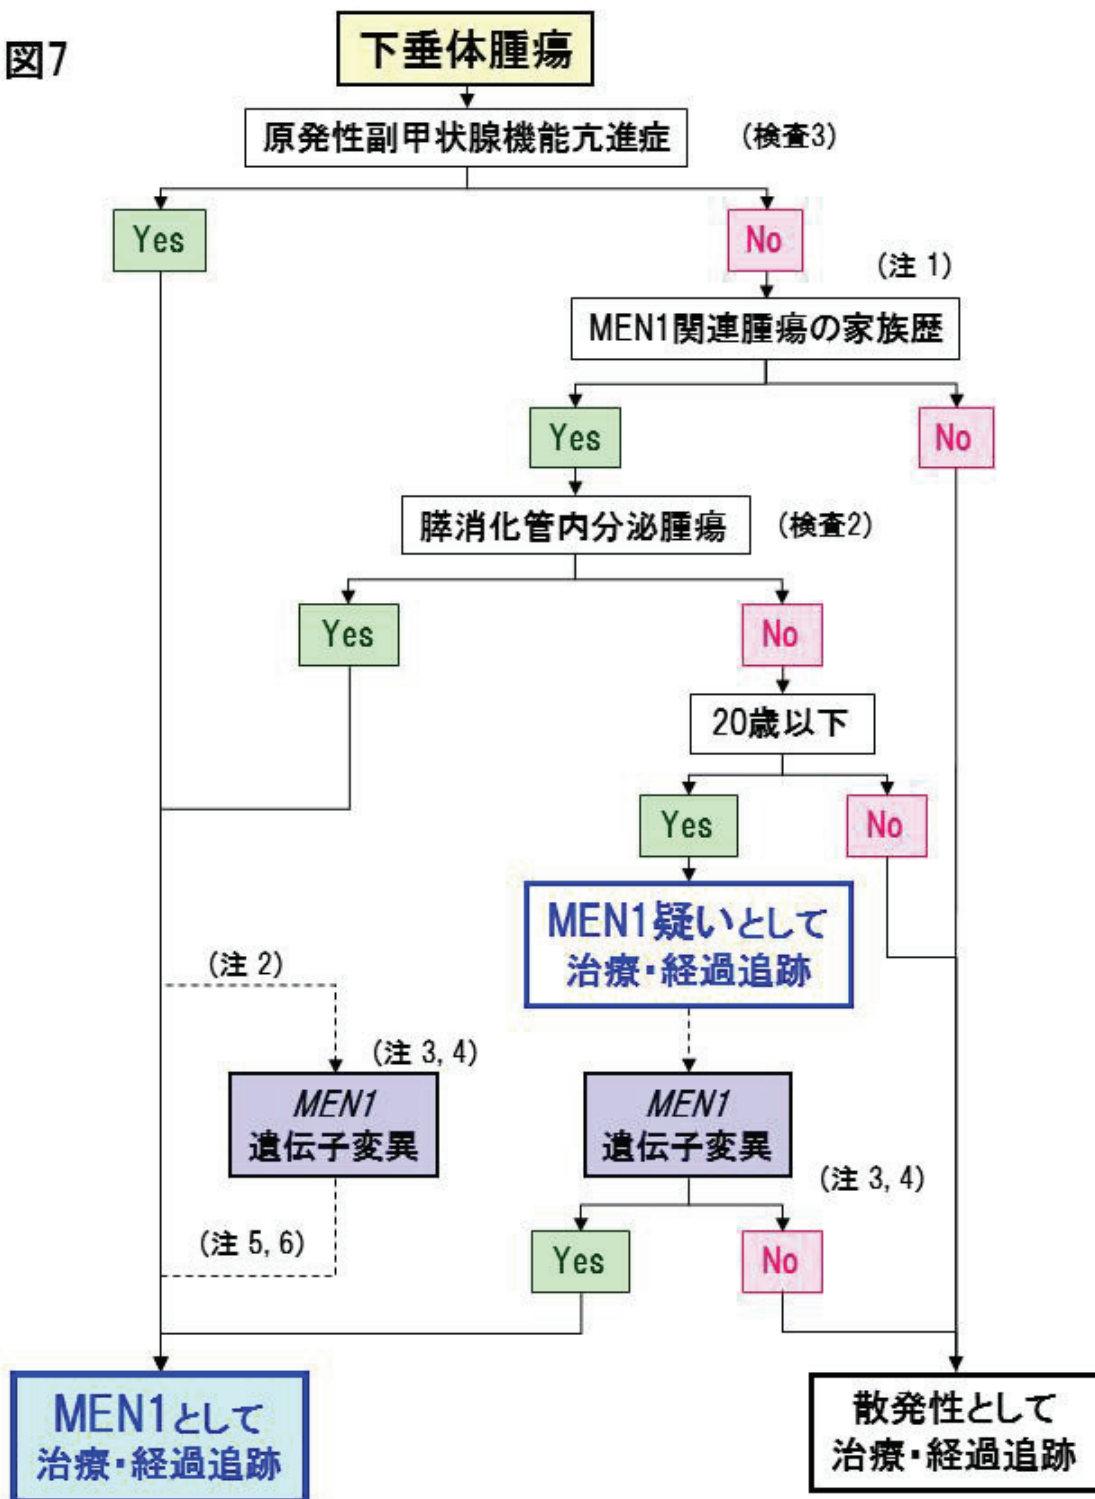 図7
下垂体腫瘍
原発性副甲状腺機能亢進症
(検査3)
Yes
No
(注 1)
MEN1関連腫瘍の家族歴
Yes
No
膵消化管内分泌腫瘍
(検査2)
Yes
No
20歳以下
Yes
No
MEN1疑いとして
治療・経過追跡
(注 2)
(注 3, 4)
MEN1
遺伝子変異
MEN1
遺伝子変異
(注 3, 4)
(注 5, 6)
Yes
No
MEN1として
治療・経過追跡
散発性として
治療・経過追跡